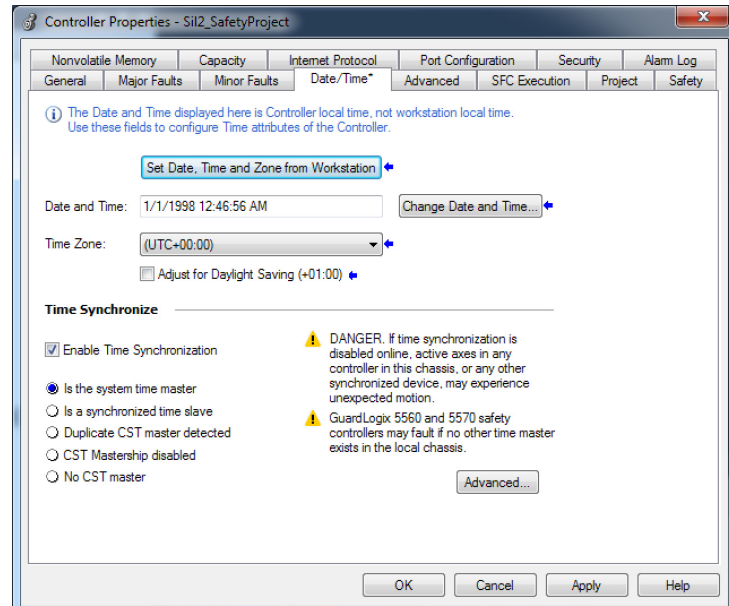 Controller Properties - Sil2_SafetyProject
x
Nonvolatile Memory Capacity Internet Protocol Port Configuration Security Alarm Log
General Major Faults Minor Faults Date/Time* Advanced SFC Execution Project Safety
The Date and Time displayed here is Controller local time, not workstation local time.
Use these fields to configure Time attributes of the Controller.
Set Date, Time and Zone from Workstation
Date and Time: 1/1/1998 12:46:56 AM Change Date and Time...
Time Zone: (UTC+00:00)
Adjust for Daylight Saving (+01:00)
Time Synchronize
Enable Time Synchronization
Is the system time master
Is a synchronized time slave
Duplicate CST master detected
CST Mastership disabled
No CST master
DANGER. If time synchronization is
disabled online, active axes in any
controller in this chassis, or any other
synchronized device, may experience
unexpected motion.
GuardLogix 5560 and 5570 safety
controllers may fault if no other time master
exists in the local chassis.
Advanced...
OK Cancel Apply Help